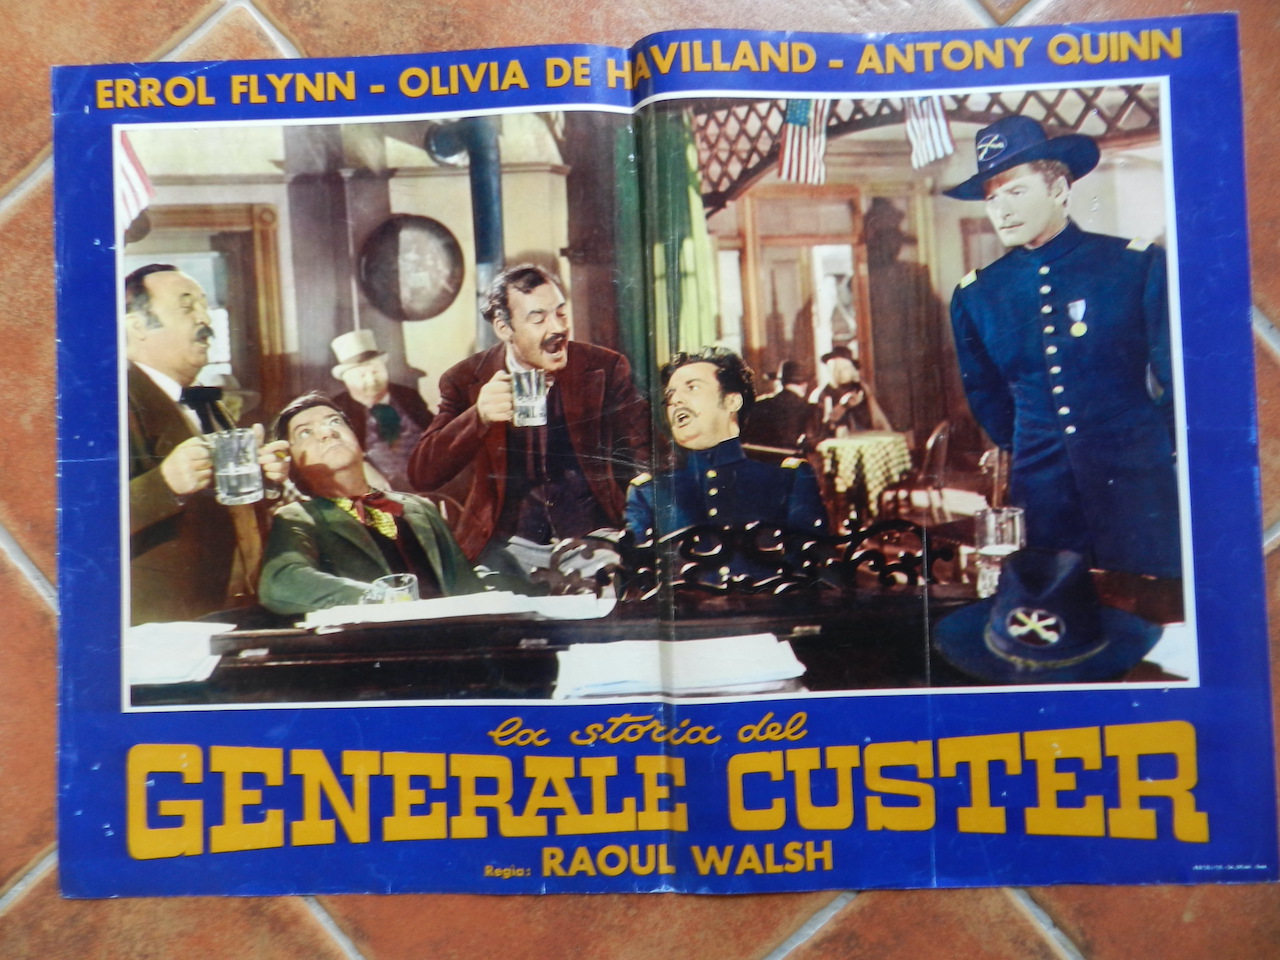 ERROL FLYNN - OLIVIA DE HAVILLAND - ANTONY QUINN
la storia del
GENERALE CUSTER
Regia: RAOUL WALSH